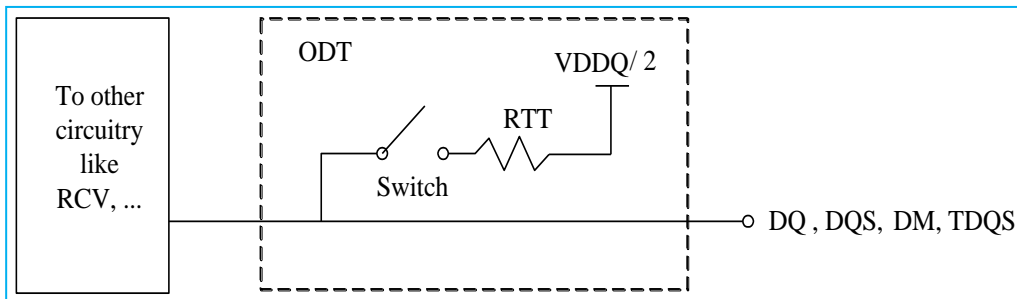 To other
circuitry
like
RCV, ...
ODT
VDDQ/ 2
RTT
Switch
DQ , DQS, DM, TDQS